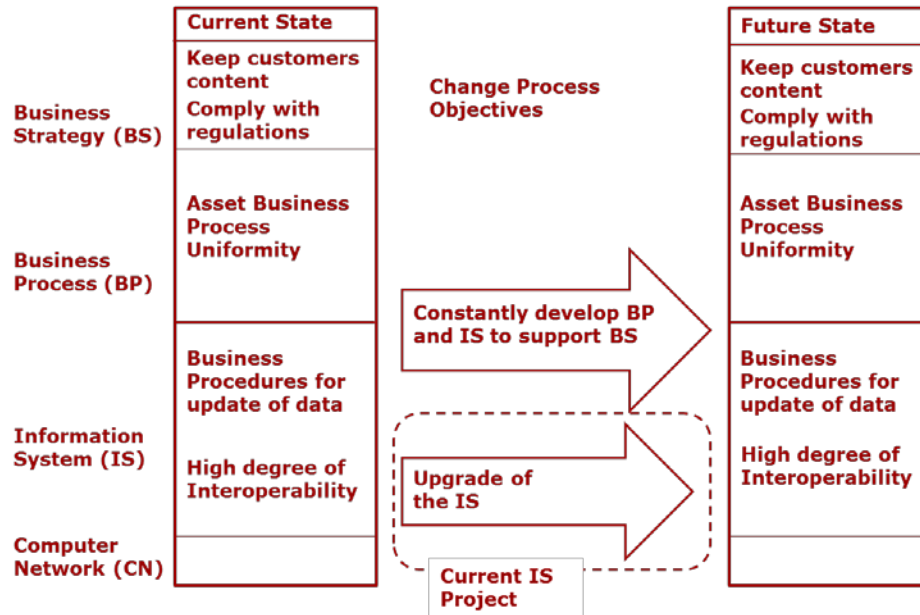 Current State
Keep customers
content
Comply with
regulations
Asset Business
Process
Uniformity
Business
Procedures for
update of data
High degree of
Interoperability
Business
Strategy (BS)
Business
Process (BP)
Information
System (IS)
Computer
Network (CN)
Change Process
Objectives
Constantly develop BP
and IS to support BS
Upgrade of
the IS
Current IS
Project
Future State
Keep customers
content
Comply with
regulations
Asset Business
Process
Uniformity
Business
Procedures for
update of data
High degree of
Interoperability